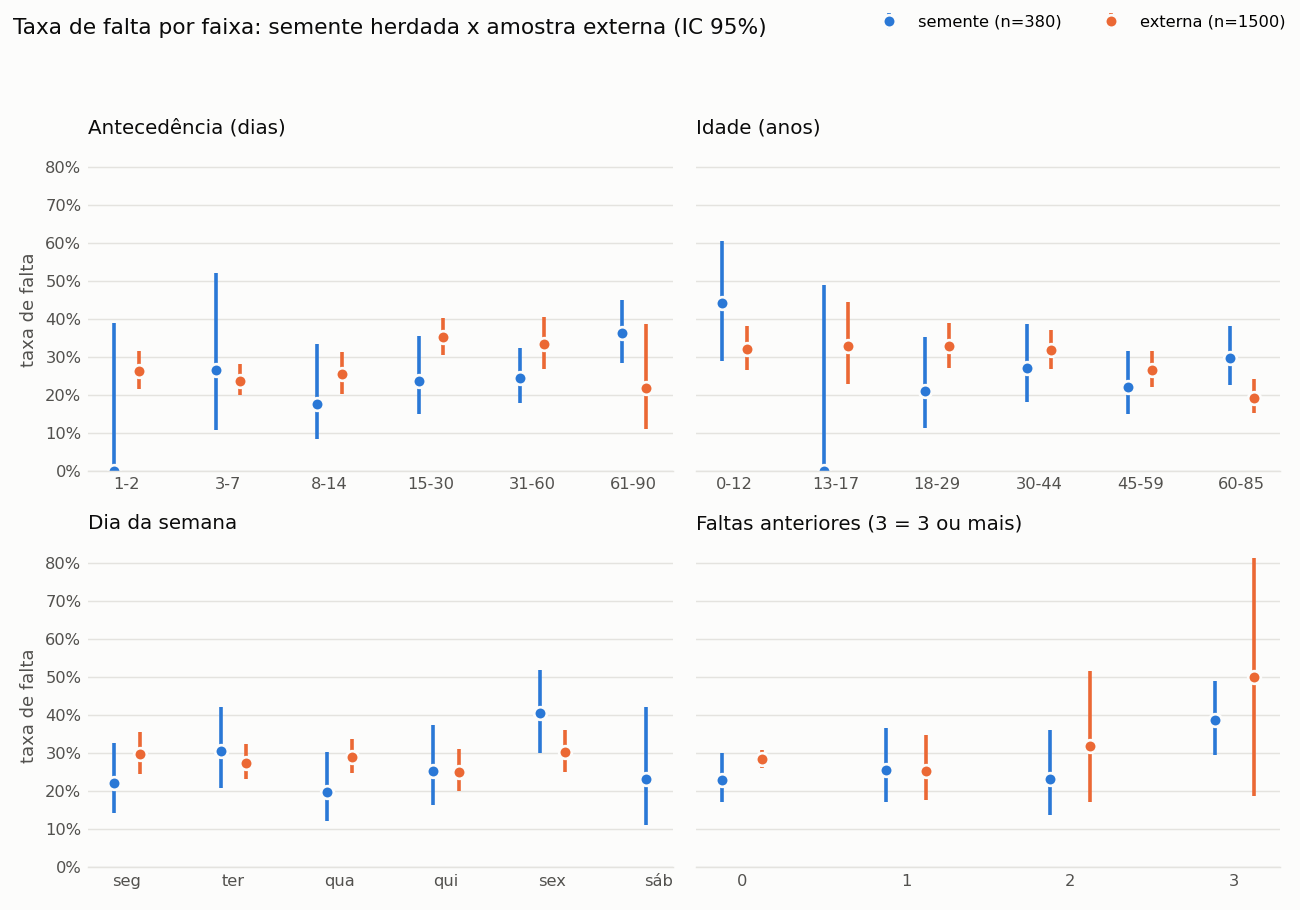 Taxa de falta por faixa: semente herdada x amostra externa (IC 95%)
semente (n=380)
externa (n=1500)
Antecedência (dias)
taxa de falta
80%
70%
60%
50%
40%
30%
20%
10%
0%
1-2 3-7 8-14 15-30 31-60 61-90
Idade (anos)
0-12 13-17 18-29 30-44 45-59 60-85
Dia da semana
taxa de falta
80%
70%
60%
50%
40%
30%
20%
10%
0%
seg ter qua qui sex sáb
Faltas anteriores (3 = 3 ou mais)
0 1 2 3